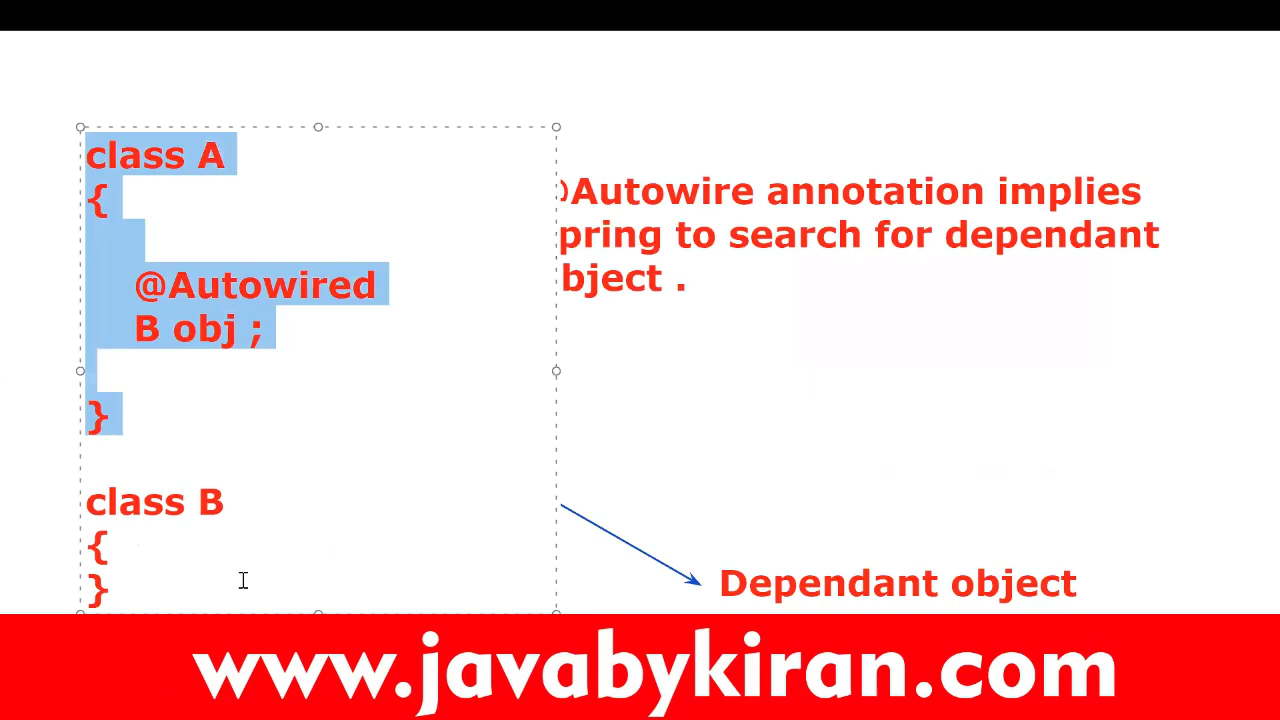 class A
{
@Autowired
B obj ;
}
class B
{
}
Autowire annotation implies
pring to search for dependant
bject .
Dependant object
www.javabykiran.com